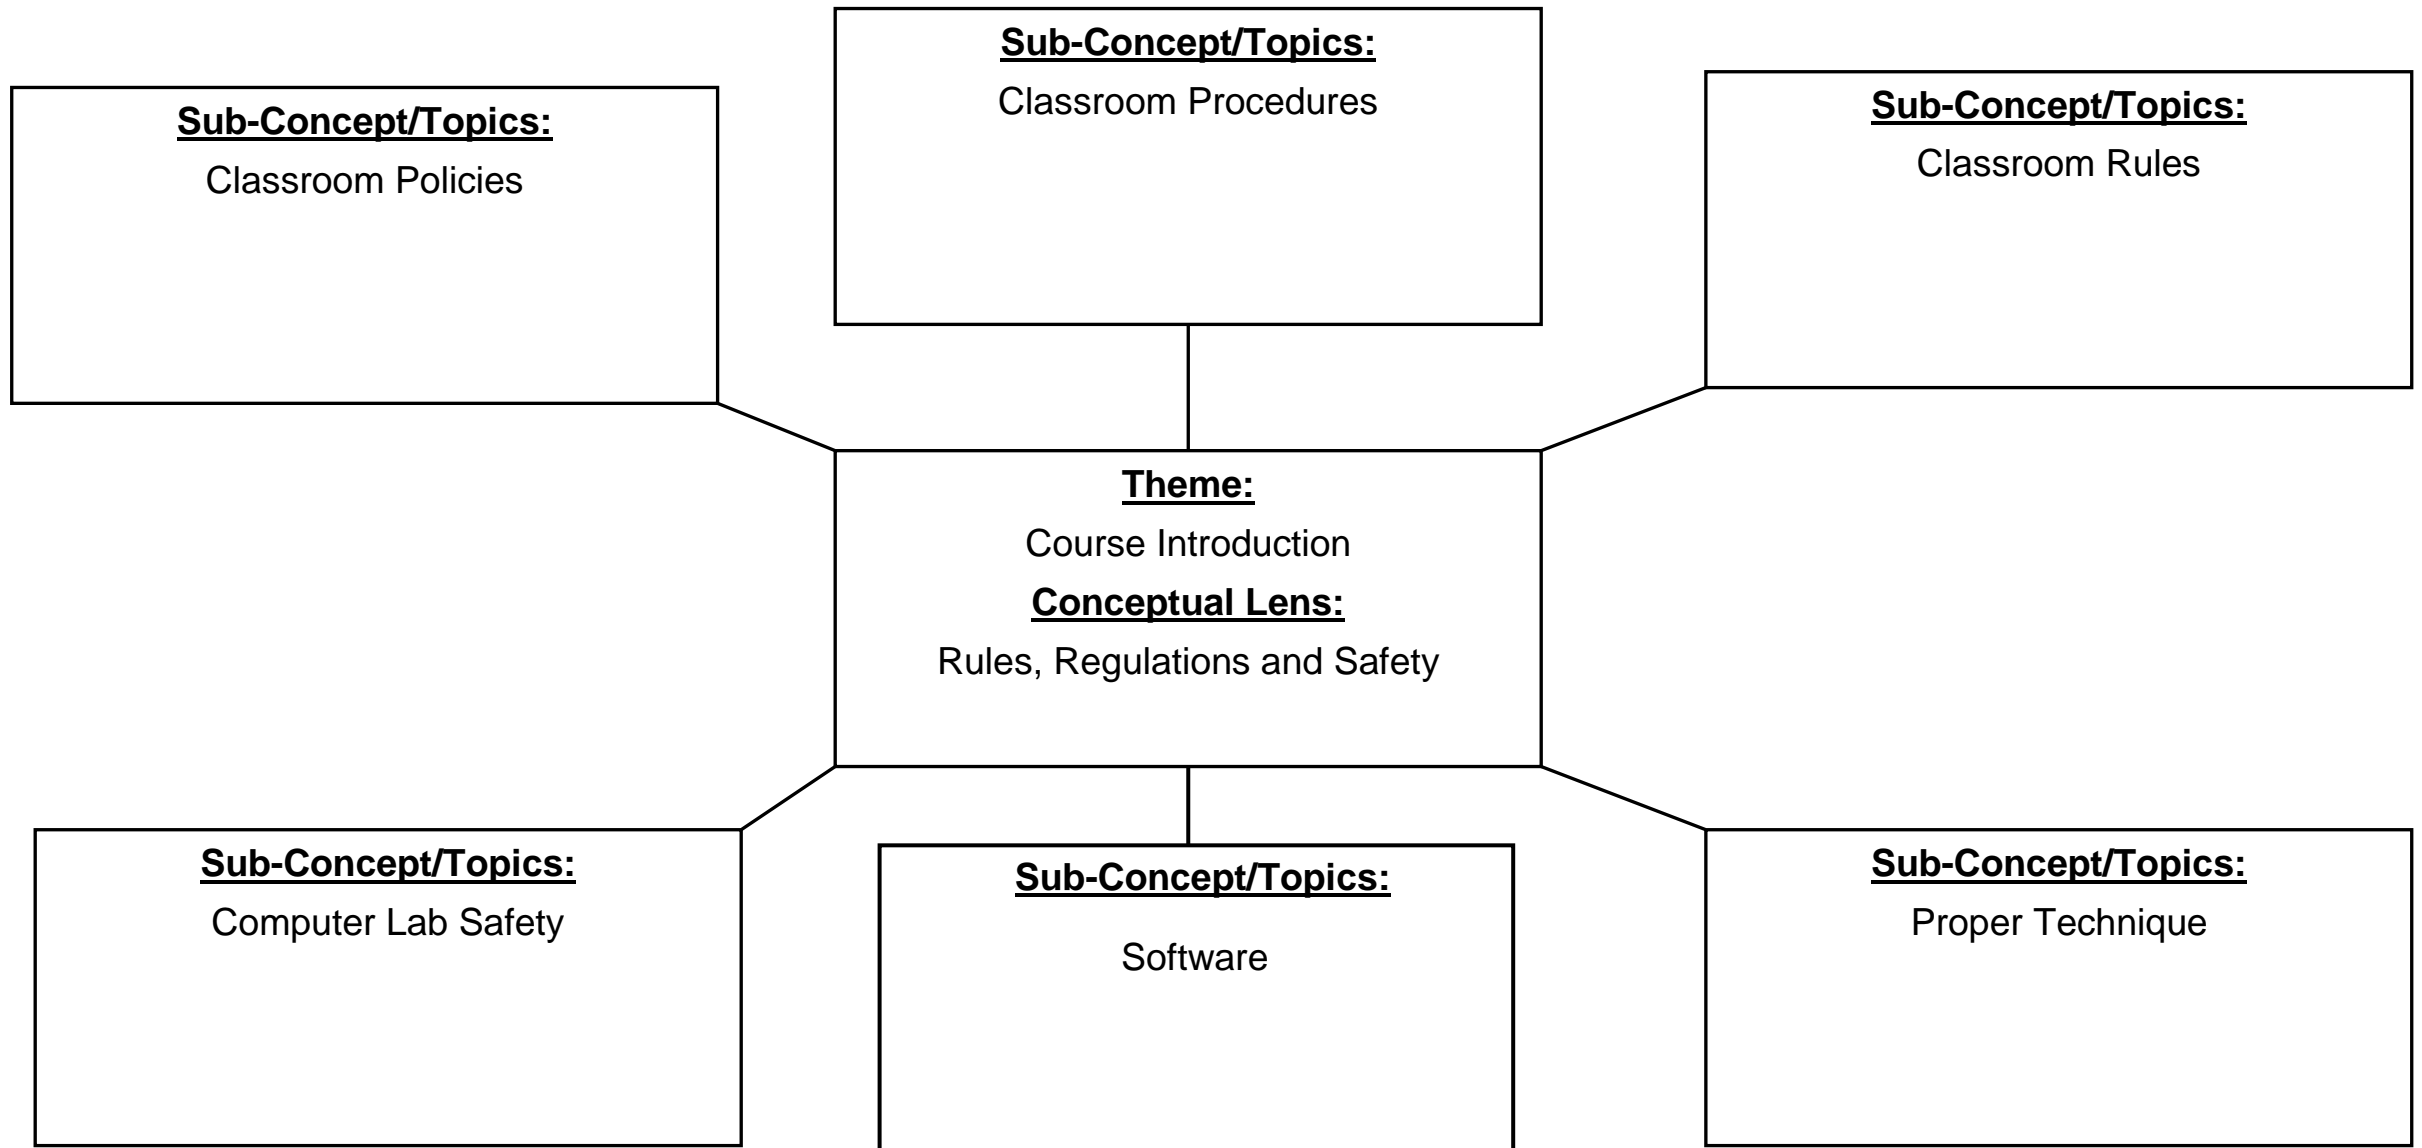 Sub-Concept/Topics:
Classroom Policies
Sub-Concept/Topics:
Classroom Procedures
Sub-Concept/Topics:
Classroom Rules
Theme:
Course Introduction
Conceptual Lens:
Rules, Regulations and Safety
Sub-Concept/Topics:
Computer Lab Safety
Sub-Concept/Topics:
Software
Sub-Concept/Topics:
Proper Technique